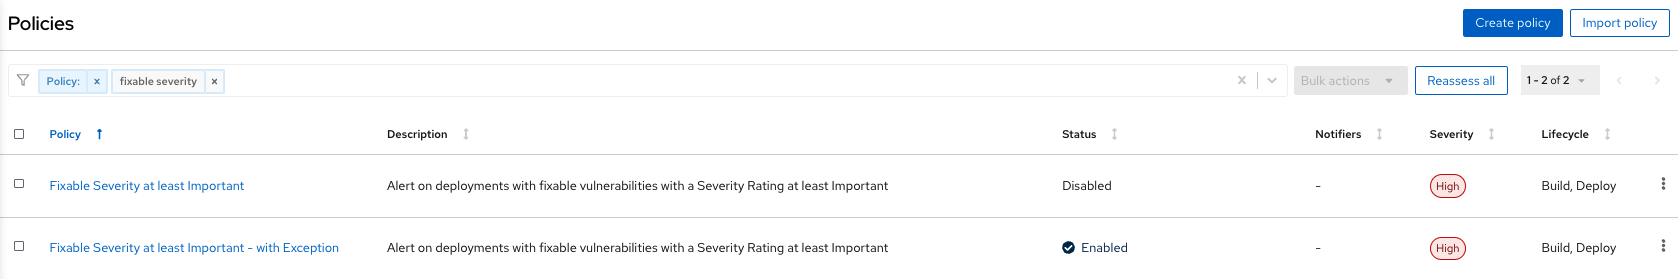 Policies
Create policy
Import policy
Policy: x
fixable severity x
x
Bulk actions
Reassess all
1 - 2 of 2
Policy Description Status Notifiers Severity Lifecycle
Fixable Severity at least Important Alert on deployments with fixable vulnerabilities with a Severity Rating at least Important Disabled - High Build, Deploy
Fixable Severity at least Important - with Exception Alert on deployments with fixable vulnerabilities with a Severity Rating at least Important Enabled - High Build, Deploy